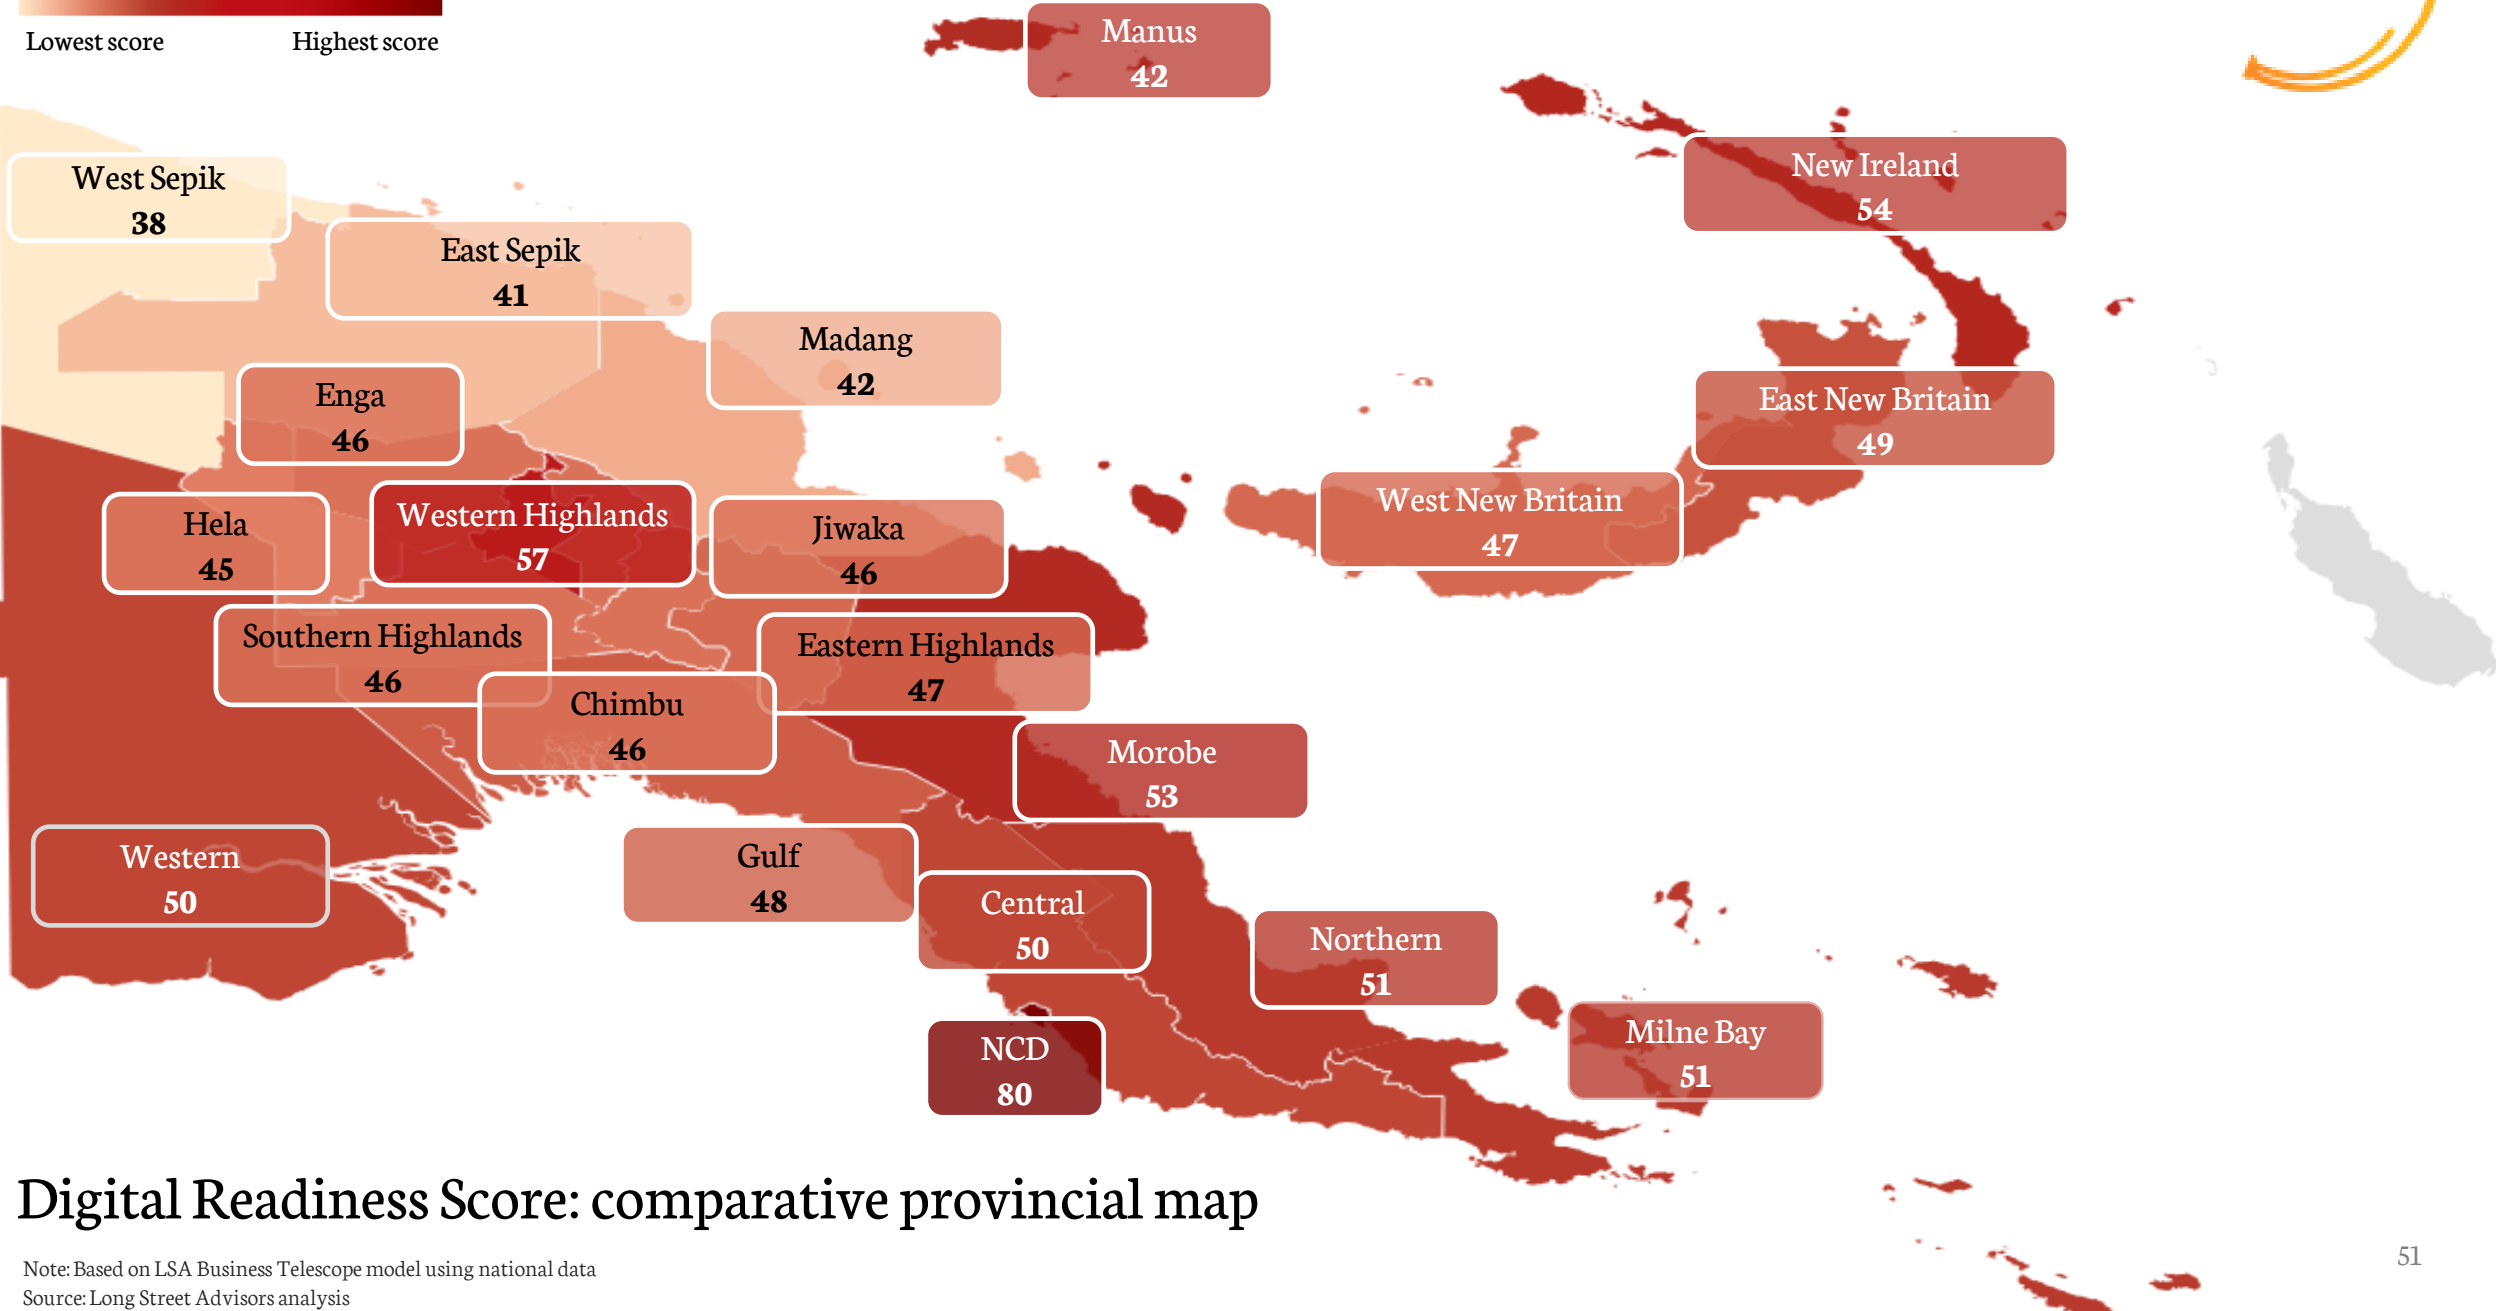 Lowest score
Highest score
Manus
42
New Ireland
54
West Sepik
38
East Sepik
41
Madang
42
Enga
46
East New Britain
49
Hela
45
Western Highlands
57
Jiwaka
46
West New Britain
47
Southern Highlands
46
Eastern Highlands
47
Chimbu
46
Morobe
53
Western
50
Gulf
48
Central
50
Northern
51
NCD
80
Milne Bay
51
Digital Readiness Score: comparative provincial map
Note: Based on LSA Business Telescope model using national data
Source: Long Street Advisors analysis
51